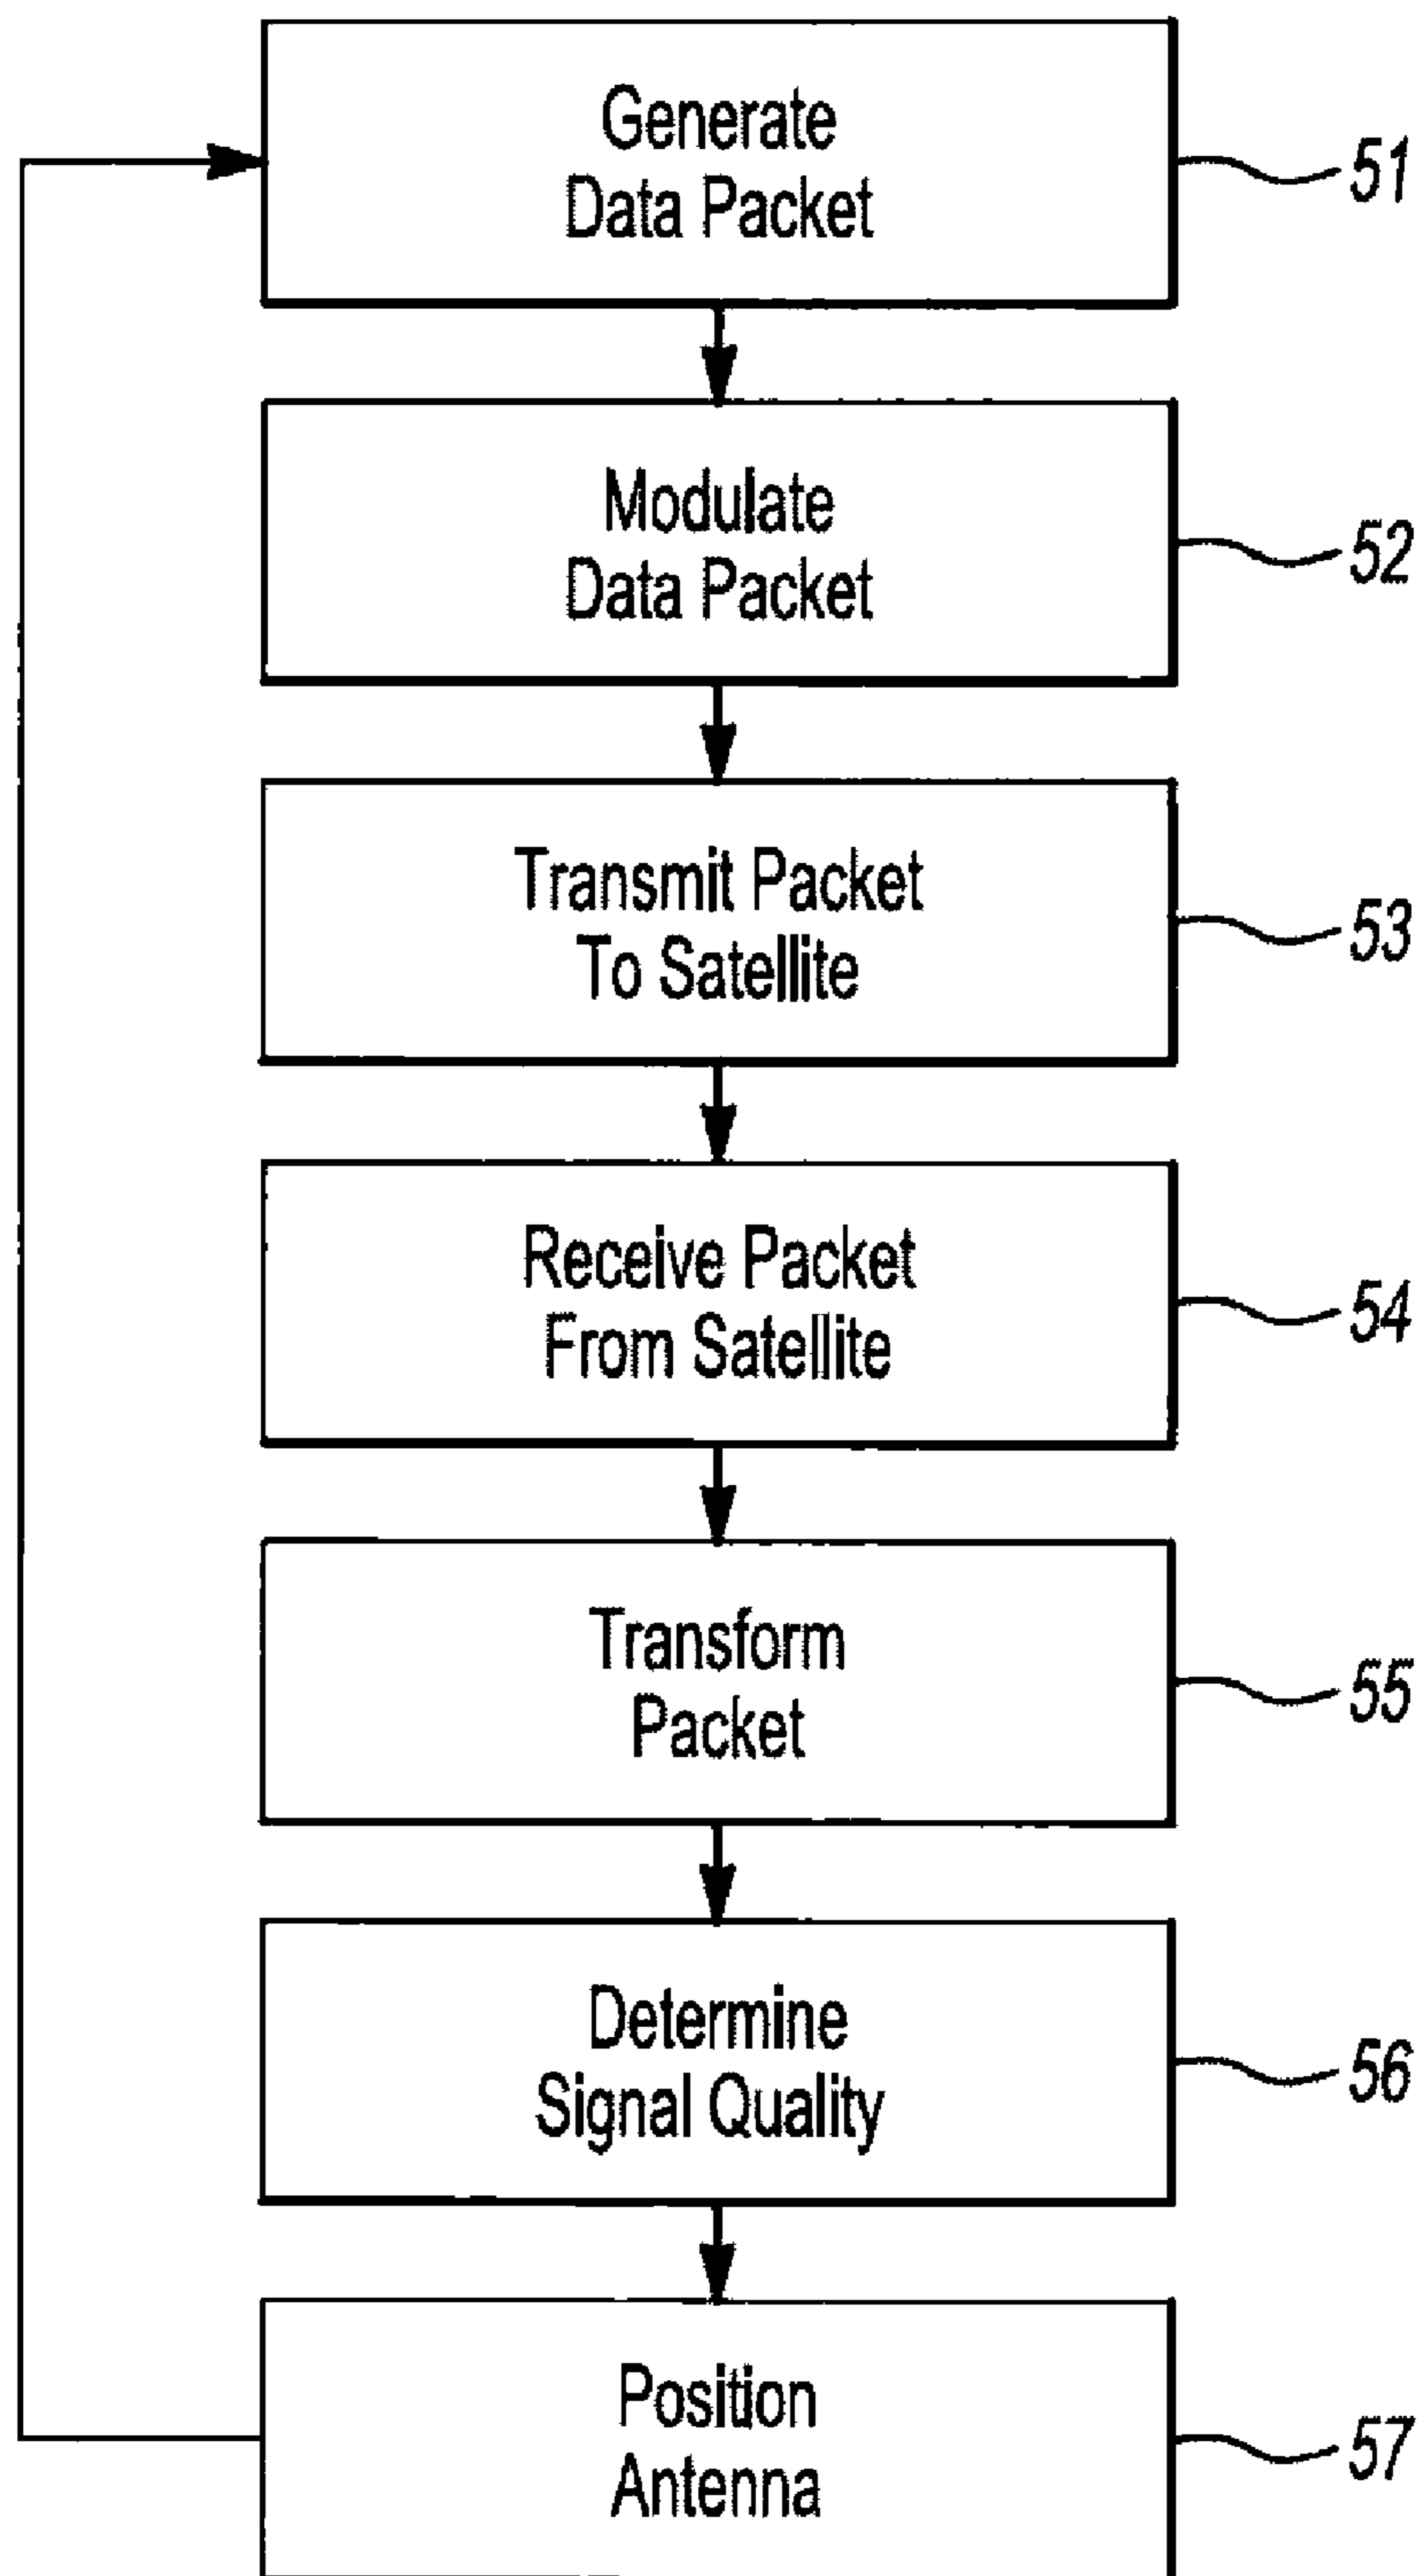 Generate
Data Packet
51
Modulate
Data Packet
52
Transmit Packet
To Satellite
53
Receive Packet
From Satellite
54
Transform
Packet
55
Determine
Signal Quality
56
Position
Antenna
57